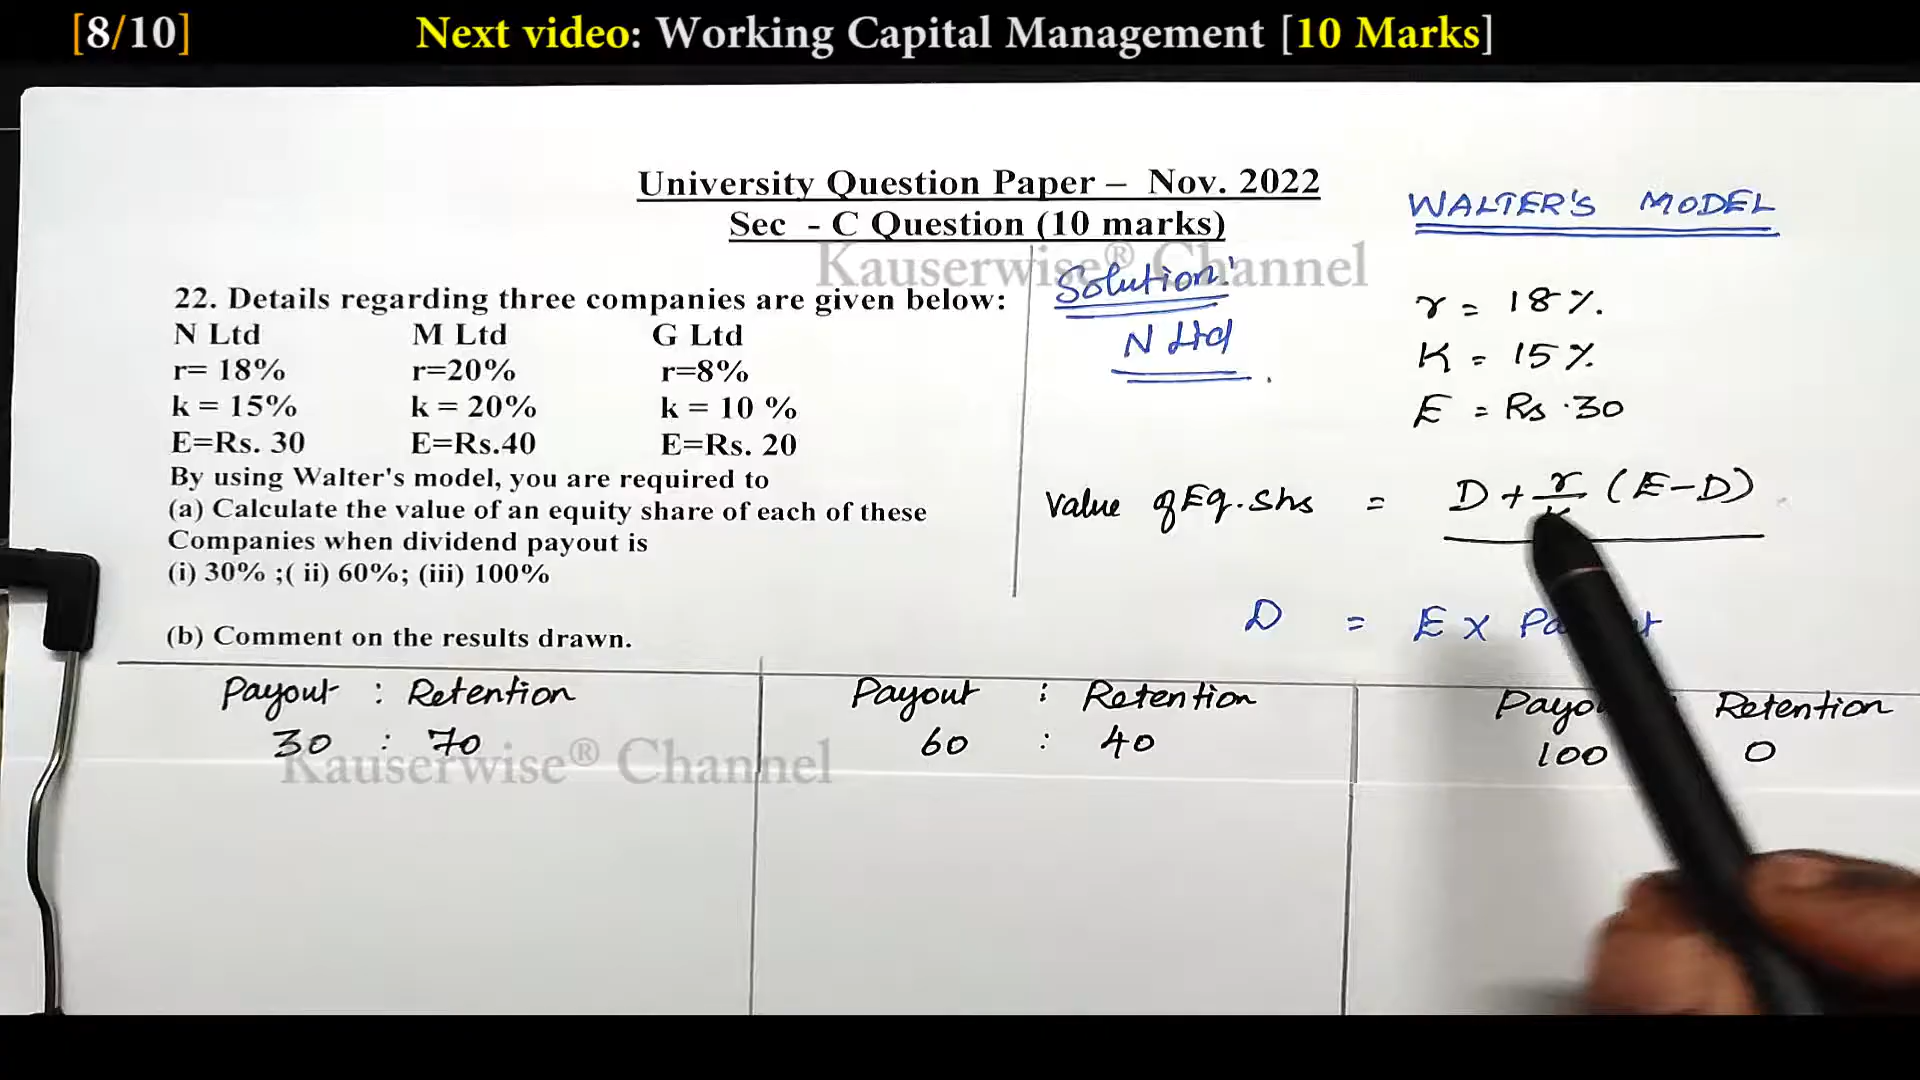 [8/10] Next video: Working Capital Management [10 Marks]
University Question Paper – Nov. 2022
Sec - C Question (10 marks)
WALTER'S MODEL
Kauserwise® Channel
22. Details regarding three companies are given below:
N Ltd M Ltd G Ltd
r= 18% r=20% r=8%
k = 15% k = 20% k = 10 %
E=Rs. 30 E=Rs.40 E=Rs. 20
By using Walter's model, you are required to
(a) Calculate the value of an equity share of each of these
Companies when dividend payout is
(i) 30% ;( ii) 60%; (iii) 100%
(b) Comment on the results drawn.
Solution:
N Ltd
r = 18%.
K = 15%
E = Rs. 30
Value of Eq. Shs = D + r (E-D)
D = E x
Payout : Retention Payout : Retention Retention
30 : 70 60 : 40 100 0
Kauserwise® Channel